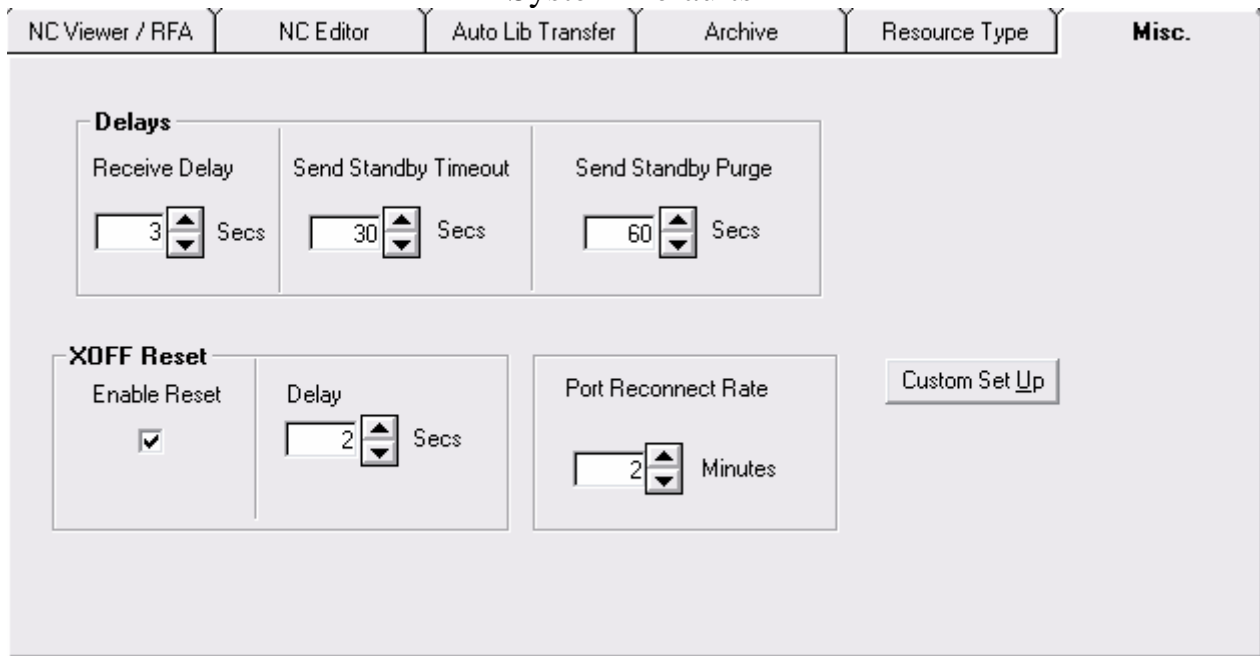 NC Viewer / RFA NC Editor Auto Lib Transfer Archive Resource Type Misc.
Delays
Receive Delay Send Standby Timeout Send Standby Purge
3 Secs 30 Secs 60 Secs
XOFF Reset
Enable Reset Delay Port Reconnect Rate Custom Set Up
2 Secs
2 Minutes